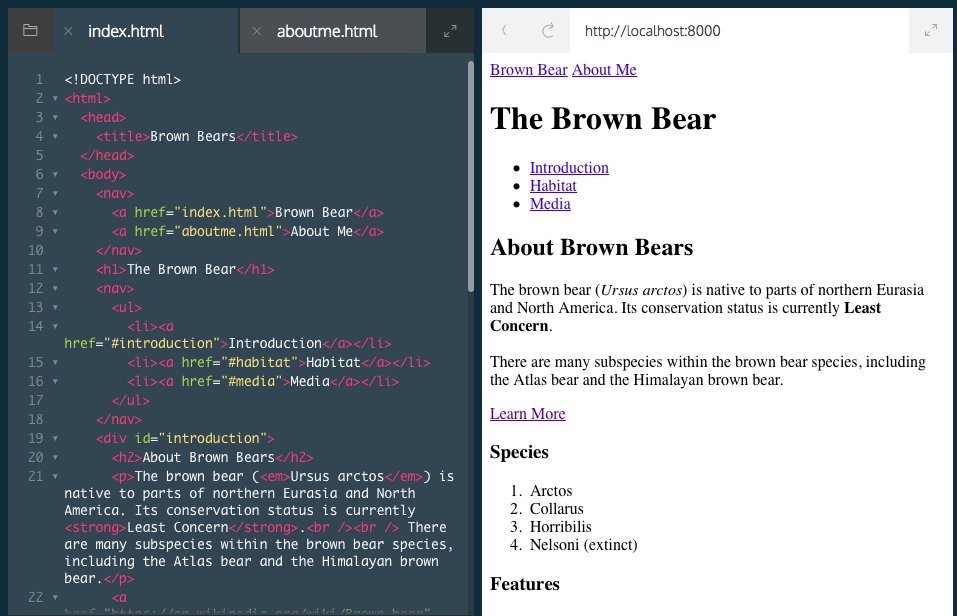 index.html
aboutme.html
1 <!DOCTYPE html>
2 <html>
3 <head>
4 <title>Brown Bears</title>
5 </head>
6 <body>
7 <nav>
8 <a href="index.html">Brown Bear</a>
9 <a href="aboutme.html">About Me</a>
10 </nav>
11 <h1>The Brown Bear</h1>
12 <nav>
13 <ul>
14 <li><a
href="#introduction">Introduction</a></li>
15 <li><a href="#habitat">Habitat</a></li>
16 <li><a href="#media">Media</a></li>
17 </ul>
18 </nav>
19 <div id="introduction">
20 <h2>About Brown Bears</h2>
21 <p>The brown bear (<em>Ursus arctos</em>) is
native to parts of northern Eurasia and North
America. Its conservation status is currently
<strong>Least Concern</strong>.<br /><br /> There
are many subspecies within the brown bear species,
including the Atlas bear and the Himalayan brown
bear.</p>
22 <a
href="https://en.wikipedia.org/wiki/Brown_bear"
http://localhost:8000
Brown Bear About Me
The Brown Bear
Introduction
Habitat
Media
About Brown Bears
The brown bear (Ursus arctos) is native to parts of northern Eurasia
and North America. Its conservation status is currently Least
Concern.
There are many subspecies within the brown bear species, including
the Atlas bear and the Himalayan brown bear.
Learn More
Species
1. Arctos
2. Collarus
3. Horribilis
4. Nelsoni (extinct)
Features